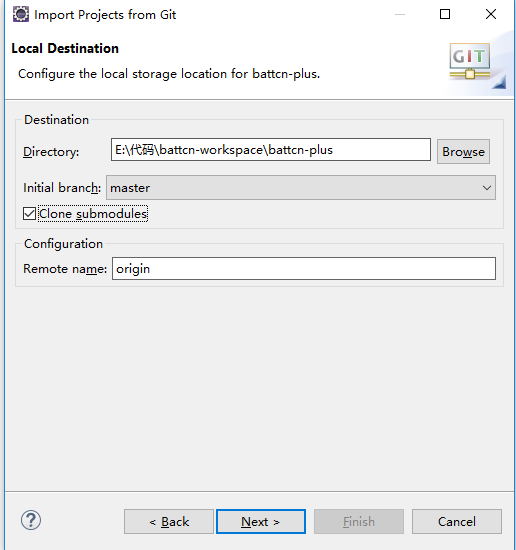 Import Projects from Git
Local Destination
Configure the local storage location for battcn-plus.
GIT
Destination
Directory: E:\代码\battcn-workspace\battcn-plus Browse
Initial branch: master
Clone submodules
Configuration
Remote name: origin
? < Back Next > Finish Cancel